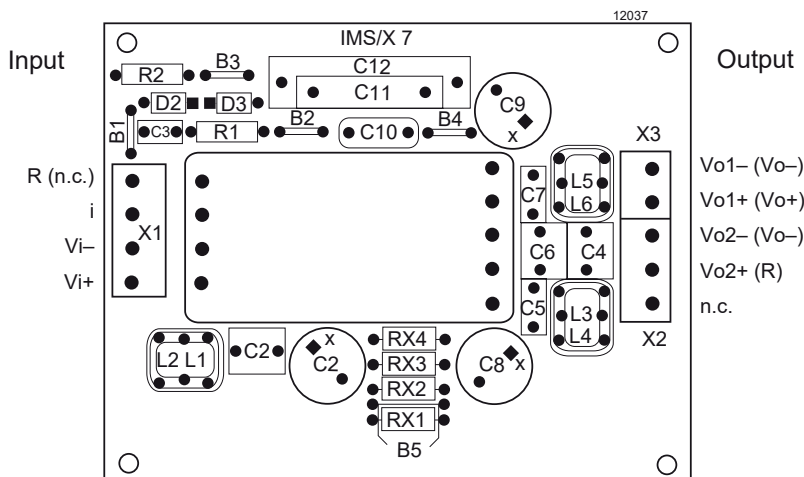 12037
IMS/X 7
Input
Output
R2
B3
C12
C11
C9
x
D2
D3
B1
C3
R1
B2
C10
B4
X3
R (n.c.)
i
Vi–
Vi+
X1
C7
L5
L6
Vo1– (Vo–)
Vo1+ (Vo+)
Vo2– (Vo–)
Vo2+ (R)
n.c.
C6
C4
C5
L3
L4
X2
L2 L1
C2
x
C2
RX4
RX3
RX2
RX1
B5
C8
x